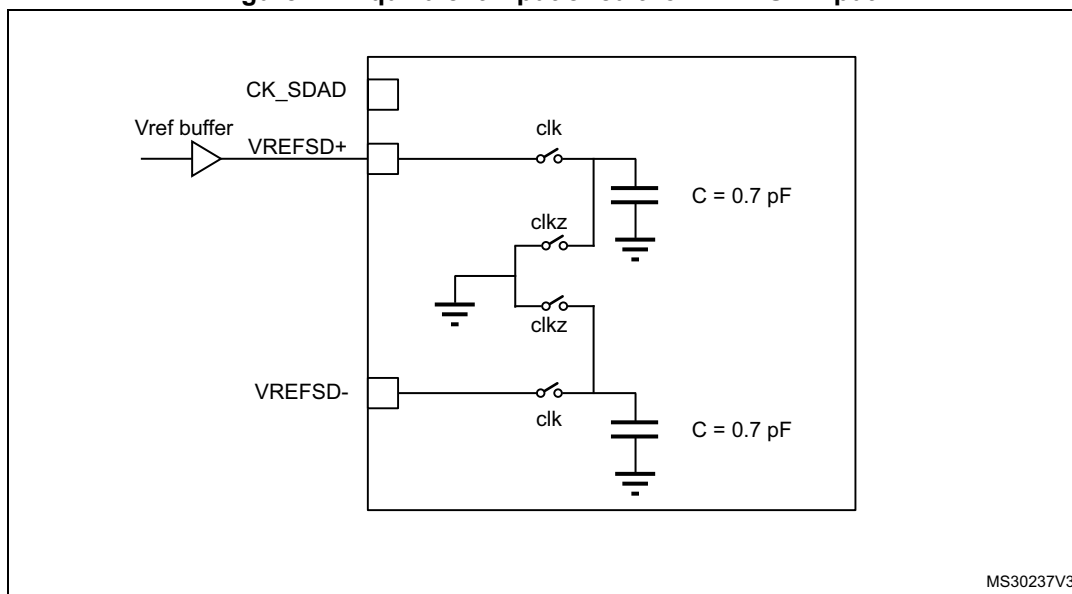 CK_SDAD
Vref buffer
VREFSD+
clk
C = 0.7 pF
clkz
clkz
VREFSD-
clk
C = 0.7 pF
MS30237V3